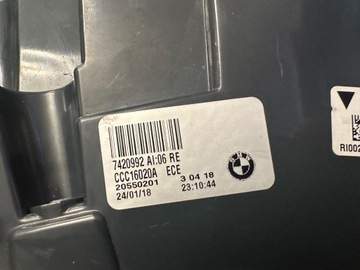 7420992 AI:06 RE
CCC16020A ECE
20550201 3 04 18
24/01/18 23:10:44
RI002